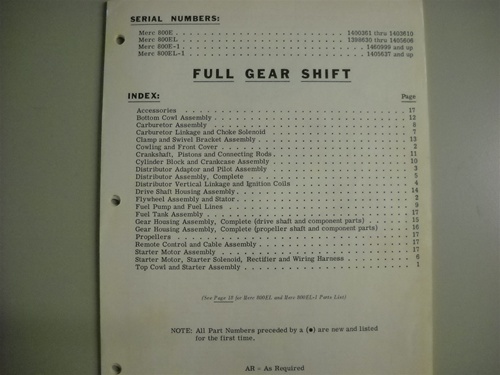 SERIAL NUMBERS:
Merc 800E . . . 1400361 thru 1403610
Merc 800EL . . . 1398630 thru 1405606
Merc 800E-1 . . . 1460999 and up
Merc 800EL-1 . . . 1405637 and up
FULL GEAR SHIFT
INDEX: Page
Accessories . . . 17
Bottom Cowl Assembly . . . 12
Carburetor Assembly . . . 8
Carburetor Linkage and Choke Solenoid . . . 7
Clamp and Swivel Bracket Assembly . . . 13
Cowling and Front Cover . . . 2
Crankshaft, Pistons and Connecting Rods . . . 11
Cylinder Block and Crankcase Assembly . . . 10
Distributor Adaptor and Pilot Assembly . . . 3
Distributor Assembly, Complete . . . 5
Distributor Vertical Linkage and Ignition Coils . . . 4
Drive Shaft Housing Assembly . . . 14
Flywheel Assembly and Stator . . . 2
Fuel Pump and Fuel Lines . . . 9
Fuel Tank Assembly . . . 17
Gear Housing Assembly, Complete (drive shaft and component parts) . . . 15
Gear Housing Assembly, Complete (propeller shaft and component parts) . . . 16
Propellers . . . 17
Remote Control and Cable Assembly . . . 17
Starter Motor Assembly . . . 17
Starter Motor, Starter Solenoid, Rectifier and Wiring Harness . . . 6
Top Cowl and Starter Assembly . . . 1
(See Page 18 for Merc 800EL and Merc 800EL-1 Parts List)
NOTE: All Part Numbers preceded by a (●) are new and listed
for the first time.
AR - As Required